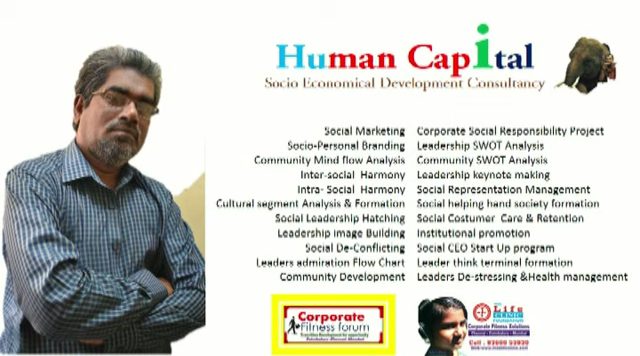 Human Capital
Socio Economical Development Consultancy
Social Marketing
Socio-Personal Branding
Community Mind flow Analysis
Inter-social Harmony
Intra- Social Harmony
Cultural segment Analysis & Formation
Social Leadership Hatching
Leadership Image Building
Social De-Conflicting
Leaders admiration Flow Chart
Community Development
Corporate Social Responsibility Project
Leadership SWOT Analysis
Community SWOT Analysis
Leadership keynote making
Social Representation Management
Social helping hand society formation
Social Costumer Care & Retention
Institutional promotion
Social CEO Start Up program
Leader think terminal formation
Leaders De-stressing &Health management
Corporate
Fitness forum
Life
CLINIC
Corporate Fitness Solutions